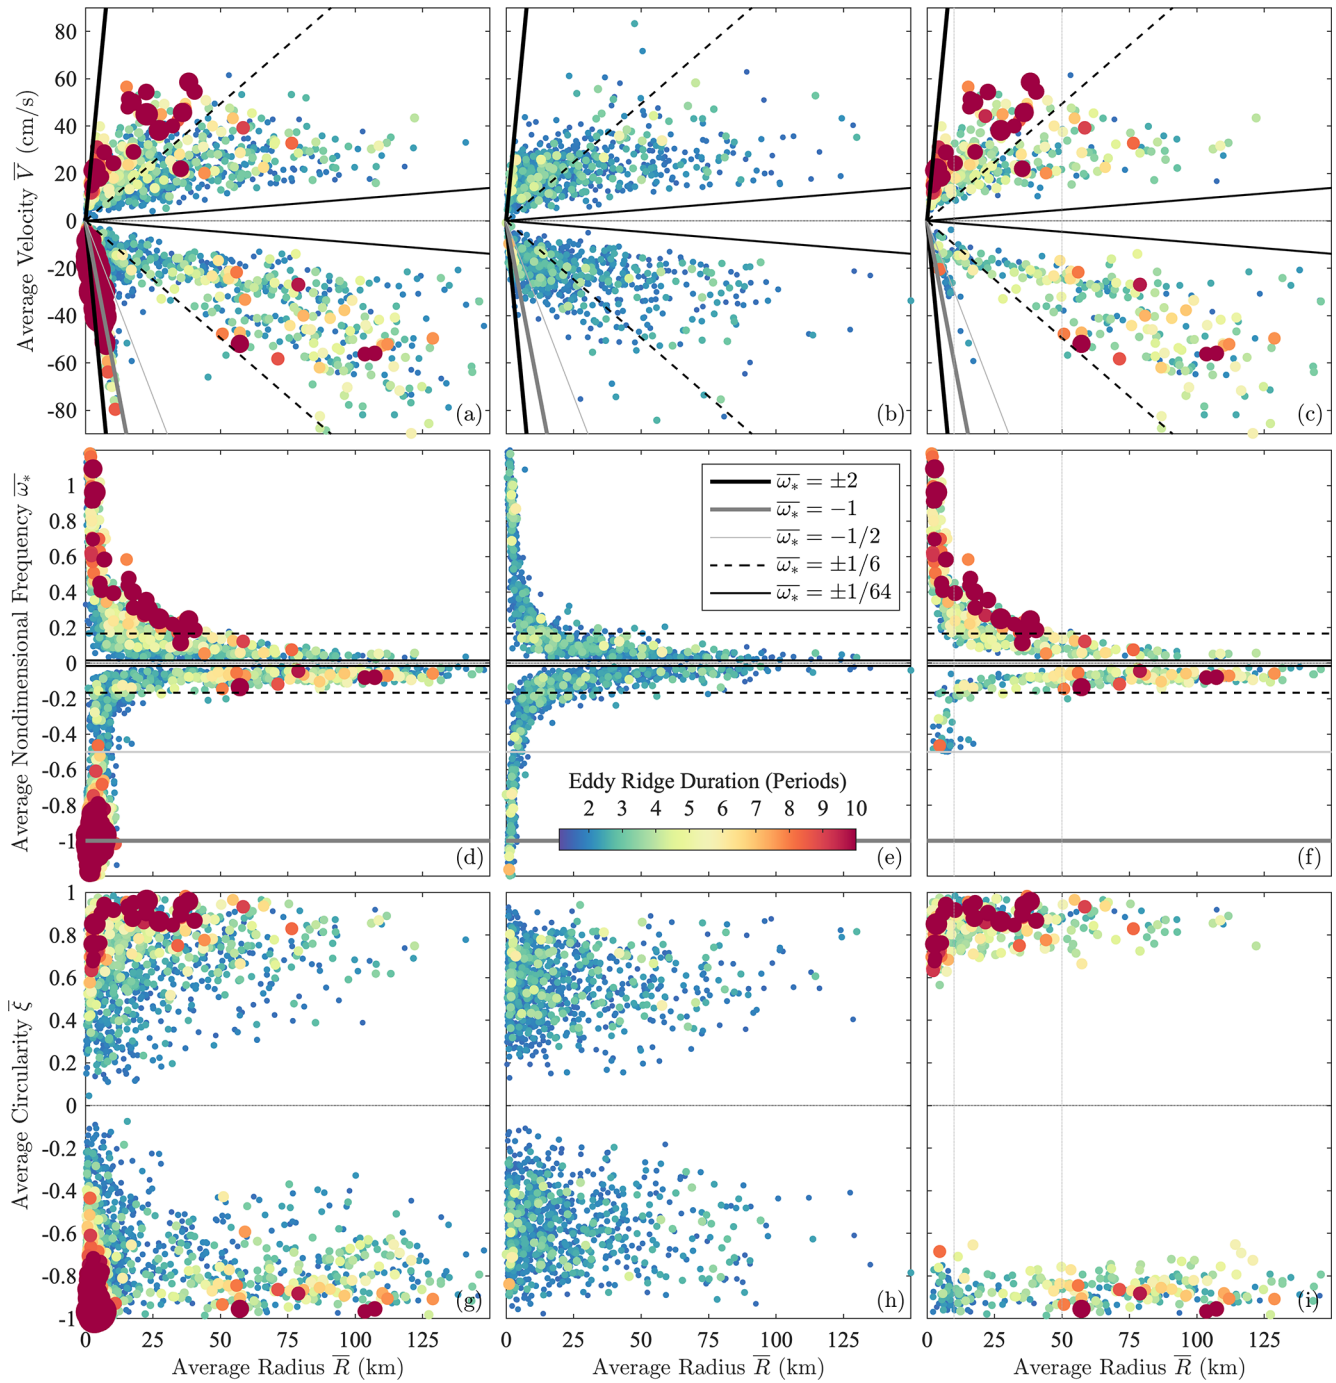 80
60
40
20
0
-20
-40
-60
-80
Average Velocity V̅ (cm/s)
(a)
(b)
(c)
1
0.8
0.6
0.4
0.2
0
-0.2
-0.4
-0.6
-0.8
-1
Average Nondimensional Frequency ω̅*
(d)
ω̅* = ±2
ω̅* = −1
ω̅* = −1/2
ω̅* = ±1/6
ω̅* = ±1/64
Eddy Ridge Duration (Periods)
2 3 4 5 6 7 8 9 10
(e)
(f)
1
0.8
0.6
0.4
0.2
0
-0.2
-0.4
-0.6
-0.8
-1
Average Circularity ξ̅
(g)
(h)
(i)
0 25 50 75 100 125
0 25 50 75 100 125
0 25 50 75 100 125 150
Average Radius R̅ (km)
Average Radius R̅ (km)
Average Radius R̅ (km)